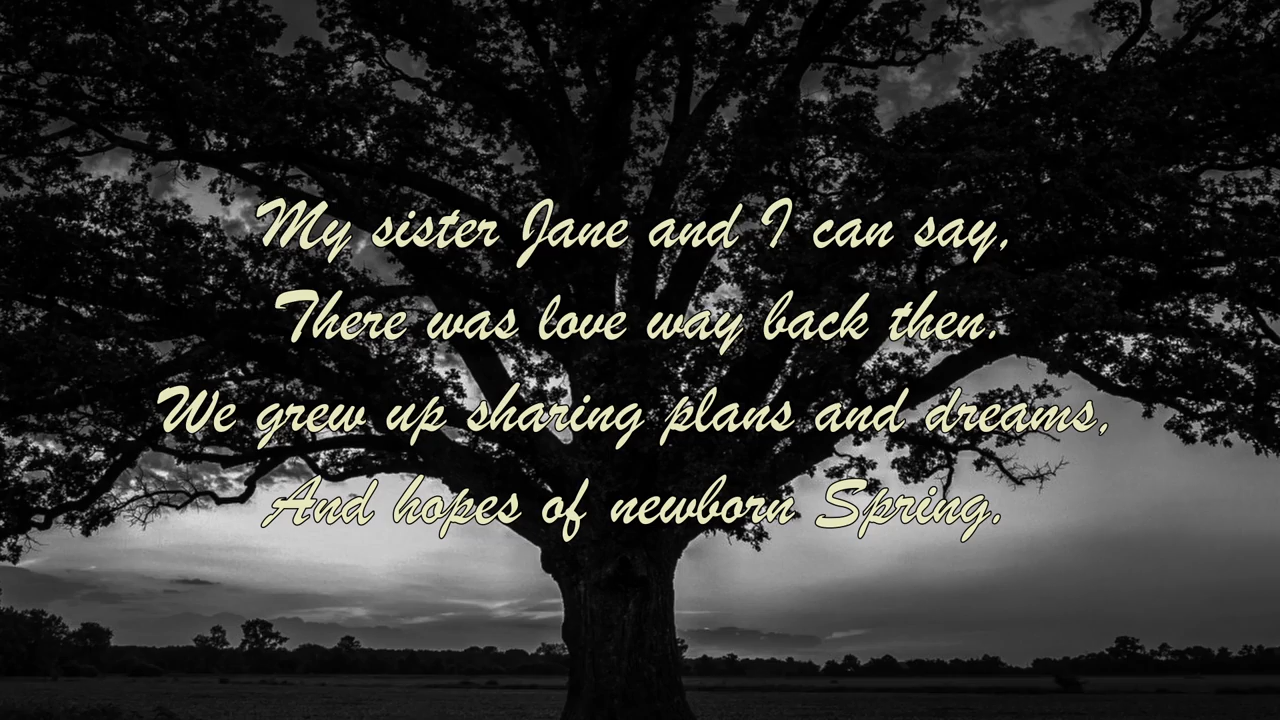 My sister Jane and I can say,
There was love way back then.
We grew up sharing plans and dreams,
And hopes of newborn Spring.